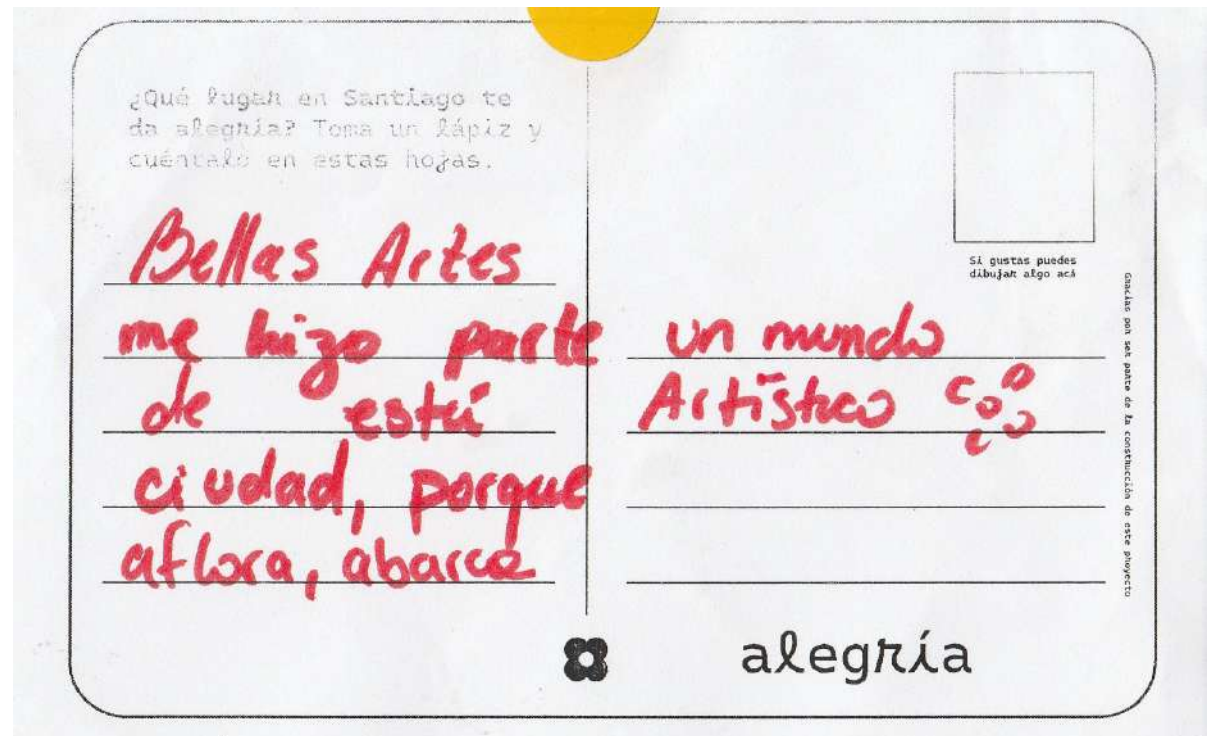 ¿Qué lugar en Santiago te
da alegría? Toma un lápiz y
cuéntalo en estas hojas.
Bellas Artes
me hizo parte
de está
ciudad, porque
aflora, abarca
un mundo
Artístico
Si gustas puedes
dibujar algo acá
Gracias por ser parte de la construcción de este proyecto
alegría